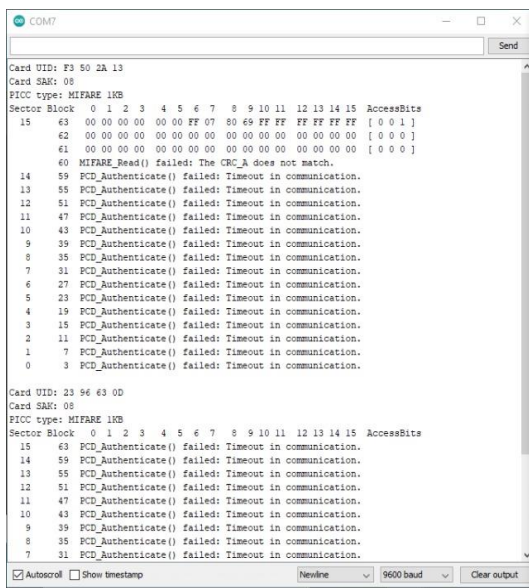 COM7
Send
Card UID: F3 50 2A 13
Card SAK: 08
PICC type: MIFARE 1KB
Sector Block 0 1 2 3 4 5 6 7 8 9 10 11 12 13 14 15 AccessBits
15 63 00 00 00 00 00 00 FF 07 80 69 FF FF FF FF FF FF [ 0 0 1 ]
62 00 00 00 00 00 00 00 00 00 00 00 00 00 00 00 00 [ 0 0 0 ]
61 00 00 00 00 00 00 00 00 00 00 00 00 00 00 00 00 [ 0 0 0 ]
60 MIFARE_Read() failed: The CRC_A does not match.
14 59 PCD_Authenticate() failed: Timeout in communication.
13 55 PCD_Authenticate() failed: Timeout in communication.
12 51 PCD_Authenticate() failed: Timeout in communication.
11 47 PCD_Authenticate() failed: Timeout in communication.
10 43 PCD_Authenticate() failed: Timeout in communication.
9 39 PCD_Authenticate() failed: Timeout in communication.
8 35 PCD_Authenticate() failed: Timeout in communication.
7 31 PCD_Authenticate() failed: Timeout in communication.
6 27 PCD_Authenticate() failed: Timeout in communication.
5 23 PCD_Authenticate() failed: Timeout in communication.
4 19 PCD_Authenticate() failed: Timeout in communication.
3 15 PCD_Authenticate() failed: Timeout in communication.
2 11 PCD_Authenticate() failed: Timeout in communication.
1 7 PCD_Authenticate() failed: Timeout in communication.
0 3 PCD_Authenticate() failed: Timeout in communication.
Card UID: 23 96 63 0D
Card SAK: 08
PICC type: MIFARE 1KB
Sector Block 0 1 2 3 4 5 6 7 8 9 10 11 12 13 14 15 AccessBits
15 63 PCD_Authenticate() failed: Timeout in communication.
14 59 PCD_Authenticate() failed: Timeout in communication.
13 55 PCD_Authenticate() failed: Timeout in communication.
12 51 PCD_Authenticate() failed: Timeout in communication.
11 47 PCD_Authenticate() failed: Timeout in communication.
10 43 PCD_Authenticate() failed: Timeout in communication.
9 39 PCD_Authenticate() failed: Timeout in communication.
8 35 PCD_Authenticate() failed: Timeout in communication.
7 31 PCD_Authenticate() failed: Timeout in communication.
Autoscroll Show timestamp Newline 9600 baud Clear output